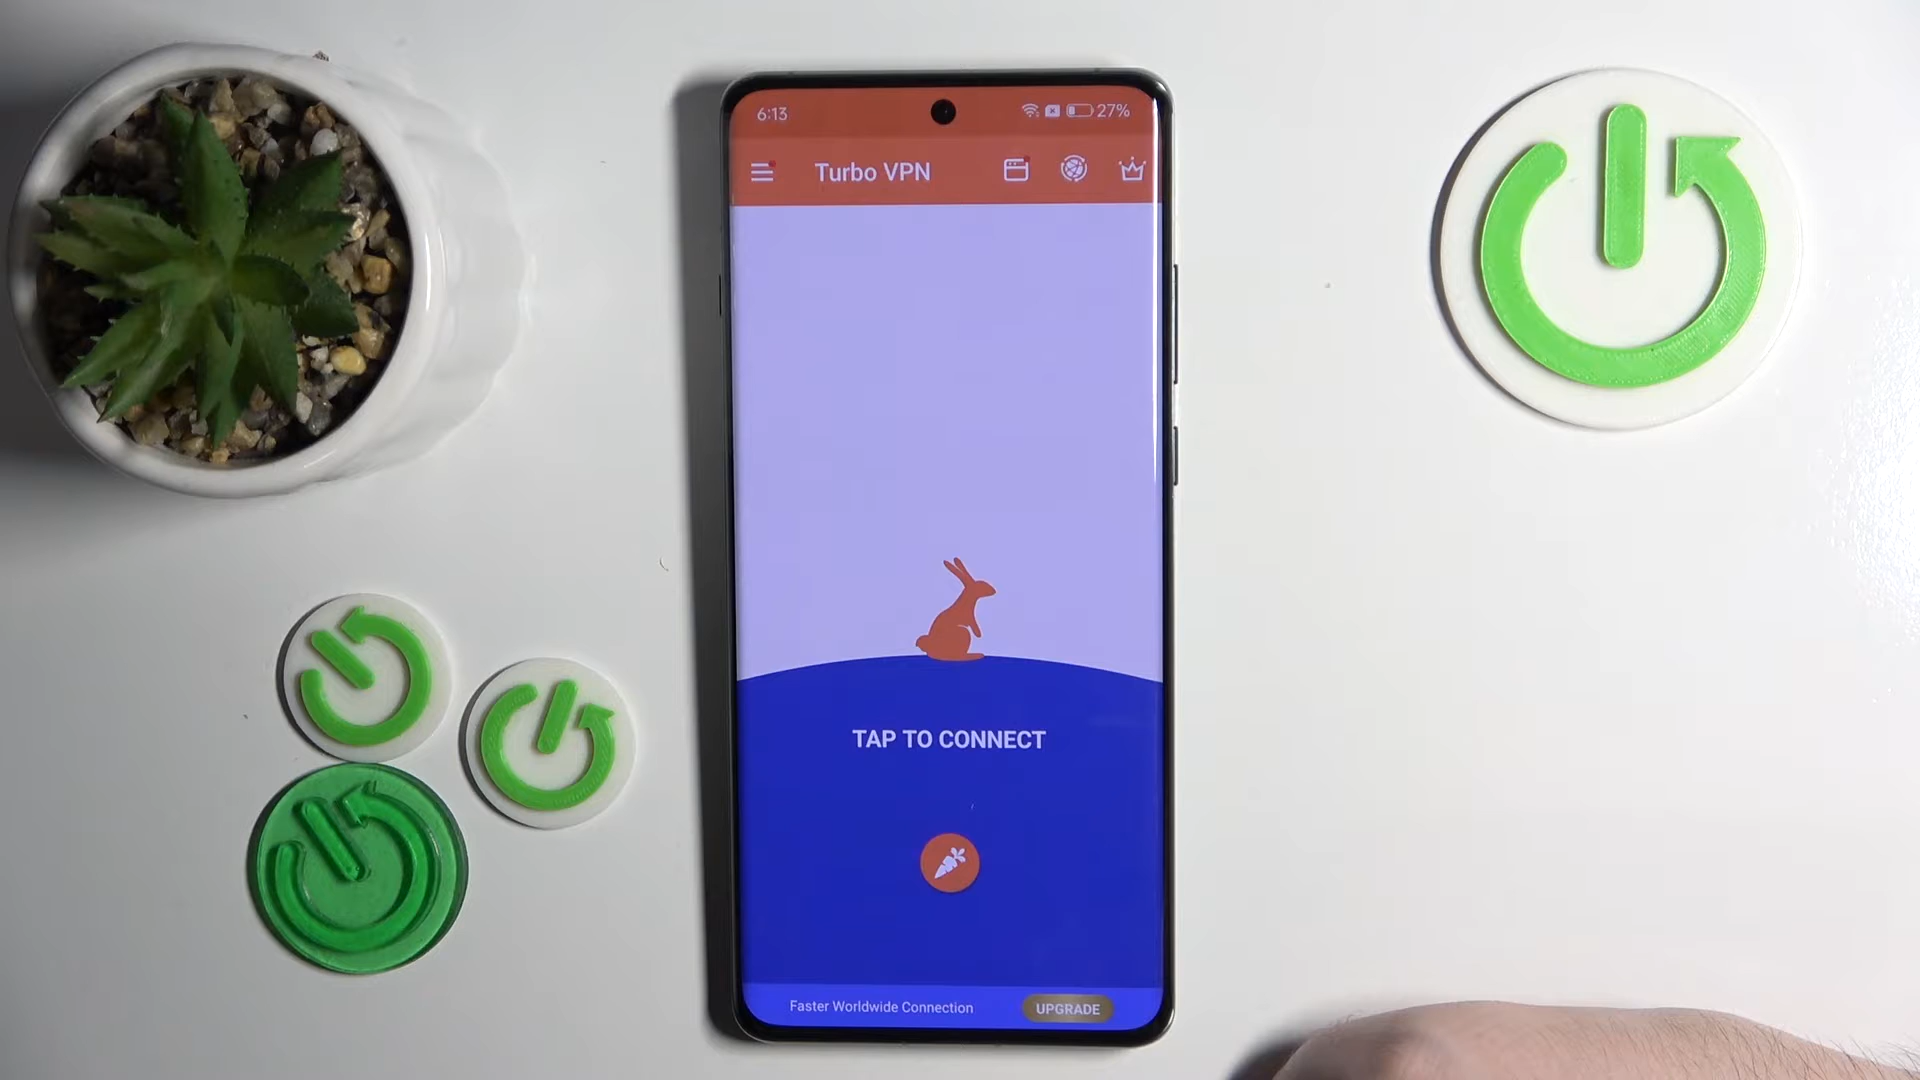 6:13
27%
Turbo VPN
TAP TO CONNECT
Faster Worldwide Connection
UPGRADE